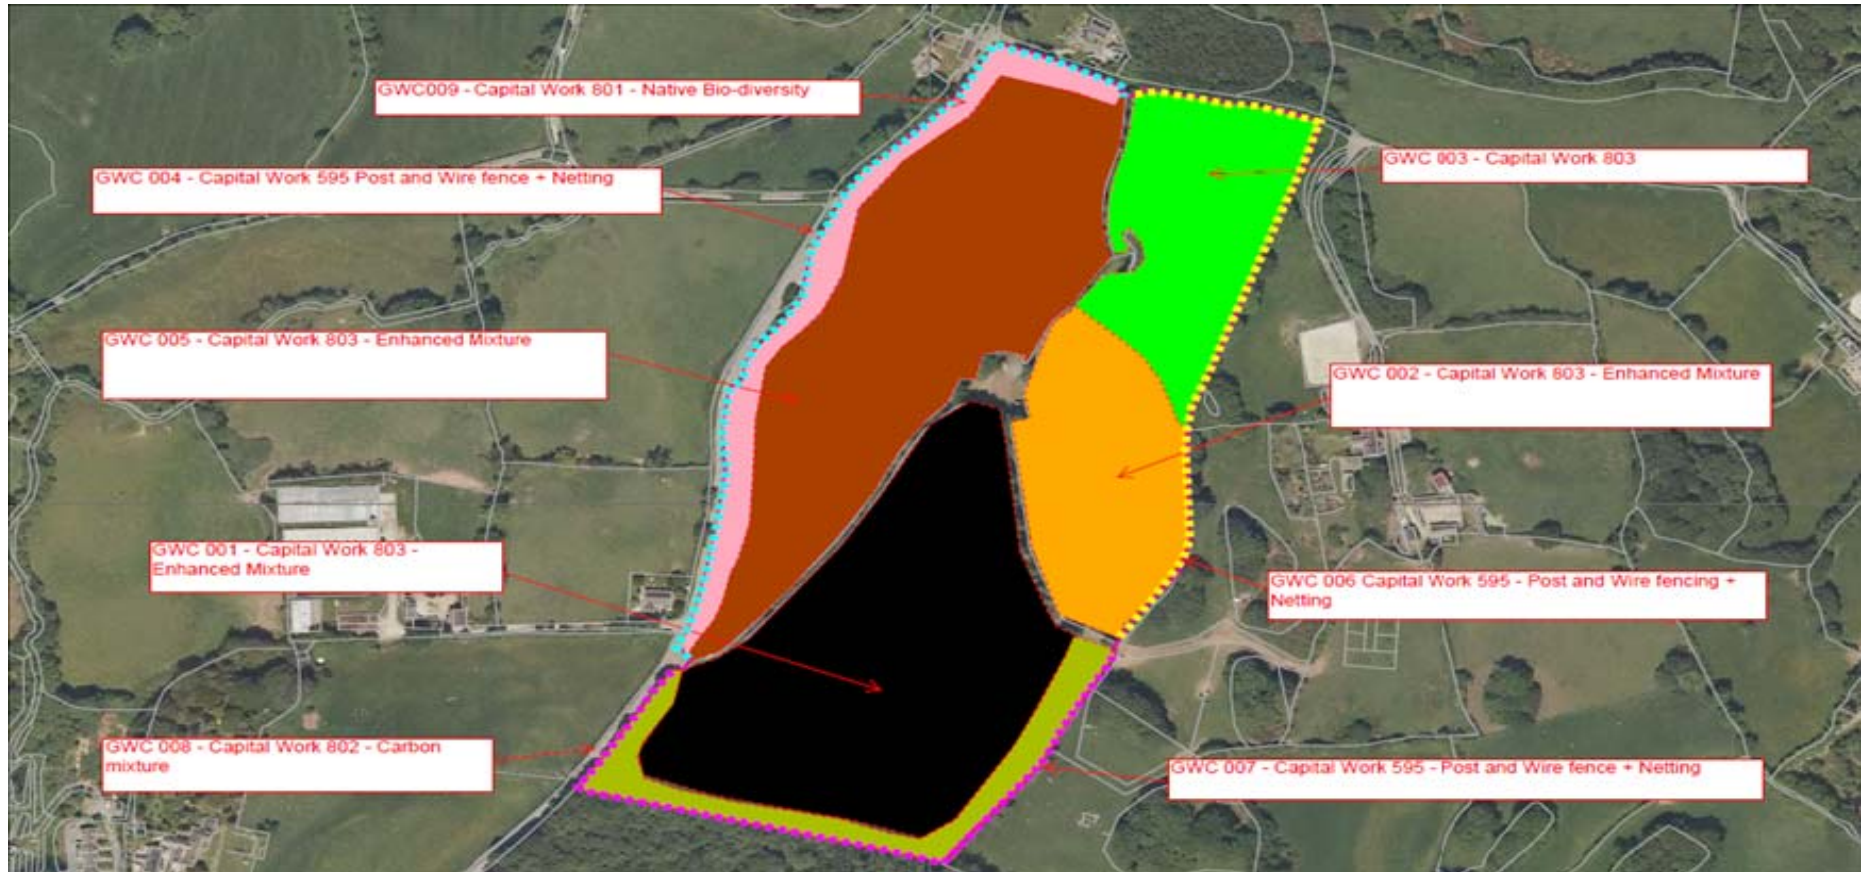 GWC009 - Capital Work 801 - Native Bio-diversity
GWC 004 - Capital Work 595 Post and Wire fence + Netting
GWC 003 - Capital Work 803
GWC 005 - Capital Work 803 - Enhanced Mixture
GWC 002 - Capital Work 803 - Enhanced Mixture
GWC 001 - Capital Work 803 -
Enhanced Mixture
GWC 006 Capital Work 595 - Post and Wire fencing +
Netting
GWC 008 - Capital Work 802 - Carbon
mixture
GWC 007 - Capital Work 595 - Post and Wire fence + Netting